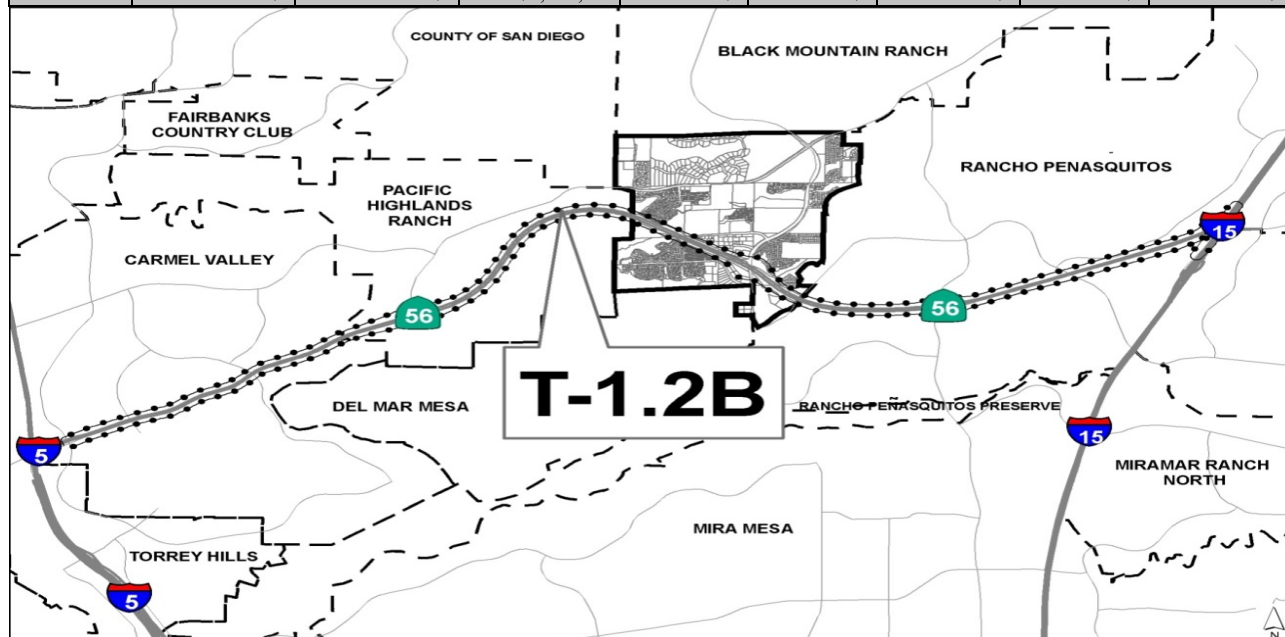 COUNTY OF SAN DIEGO
BLACK MOUNTAIN RANCH
FAIRBANKS
COUNTRY CLUB
RANCHO PENASQUITOS
PACIFIC
HIGHLANDS
RANCH
15
CARMEL VALLEY
56
56
T-1.2B
DEL MAR MESA
RANCHO PENASQUITOS PRESERVE
15
5
MIRAMAR RANCH
NORTH
MIRA MESA
TORREY HILLS
5